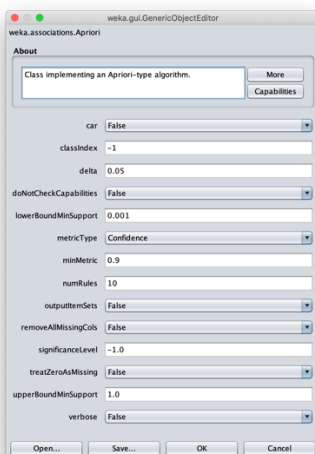 weka.gui.GenericObjectEditor
weka.associations.Apriori
About
Class implementing an Apriori-type algorithm.
More
Capabilities
car False
classIndex -1
delta 0.05
doNotCheckCapabilities False
lowerBoundMinSupport 0.001
metricType Confidence
minMetric 0.9
numRules 10
outputItemSets False
removeAllMissingCols False
significanceLevel -1.0
treatZeroAsMissing False
upperBoundMinSupport 1.0
verbose False
Open... Save... OK Cancel